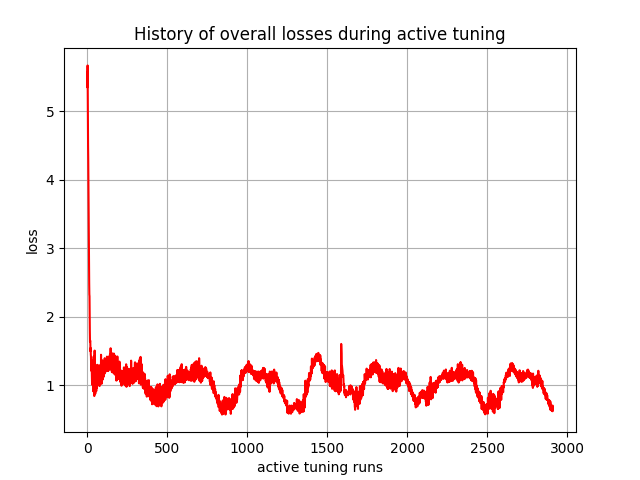 History of overall losses during active tuning
5
4
3
2
1
loss
0 500 1000 1500 2000 2500 3000
active tuning runs